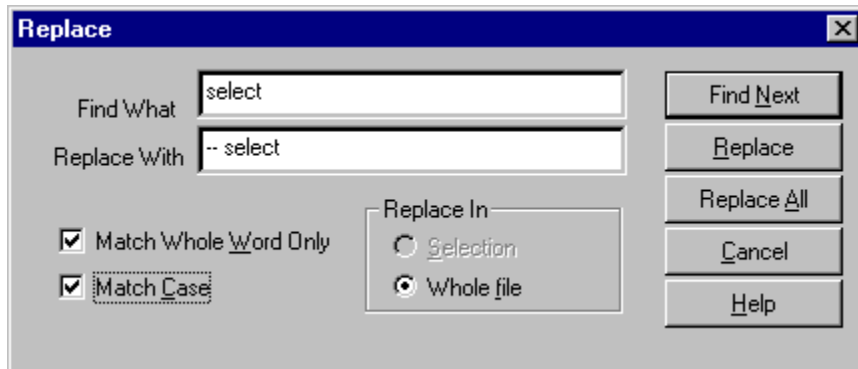 Replace
Find What
select
Find Next
Replace With
-- select
Replace
Replace In
Replace All
Match Whole Word Only
Selection
Cancel
Match Case
Whole file
Help